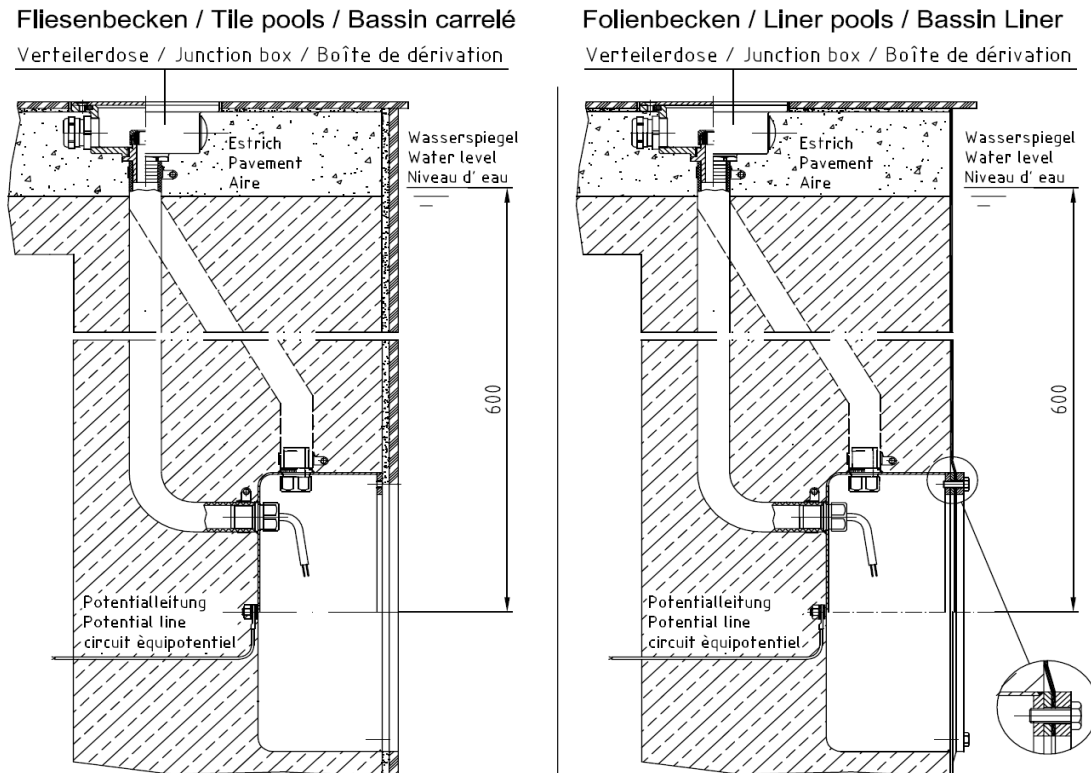 Fliesenbecken / Tile pools / Bassin carrelé
Verteilerdose / Junction box / Boîte de dérivation
Estrich
Pavement
Aire
Wasserspiegel
Water level
Niveau d' eau
600
Potentialleitung
Potential line
circuit èquipotentiel
Folienbecken / Liner pools / Bassin Liner
Verteilerdose / Junction box / Boîte de dérivation
Estrich
Pavement
Aire
Wasserspiegel
Water level
Niveau d' eau
600
Potentialleitung
Potential line
circuit èquipotentiel